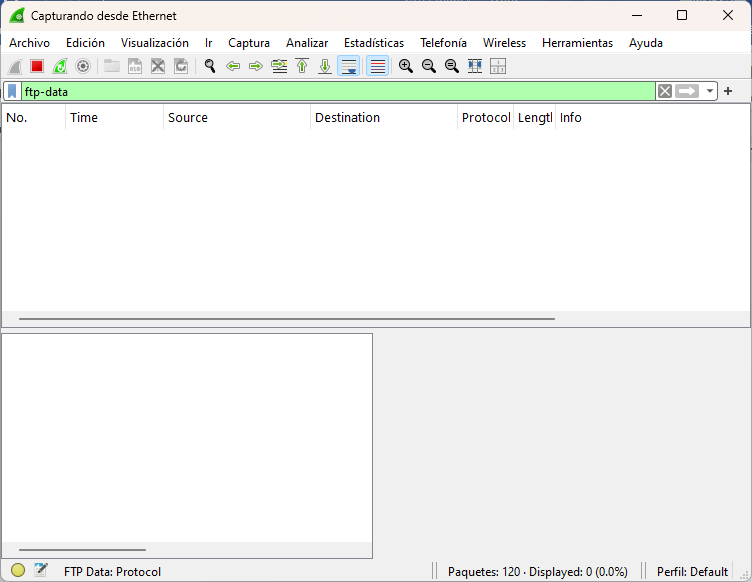 Capturando desde Ethernet
Archivo Edición Visualización Ir Captura Analizar Estadísticas Telefonía Wireless Herramientas Ayuda
ftp-data
No. Time Source Destination Protocol Lengtl Info
FTP Data: Protocol Paquetes: 120 · Displayed: 0 (0.0%) Perfil: Default